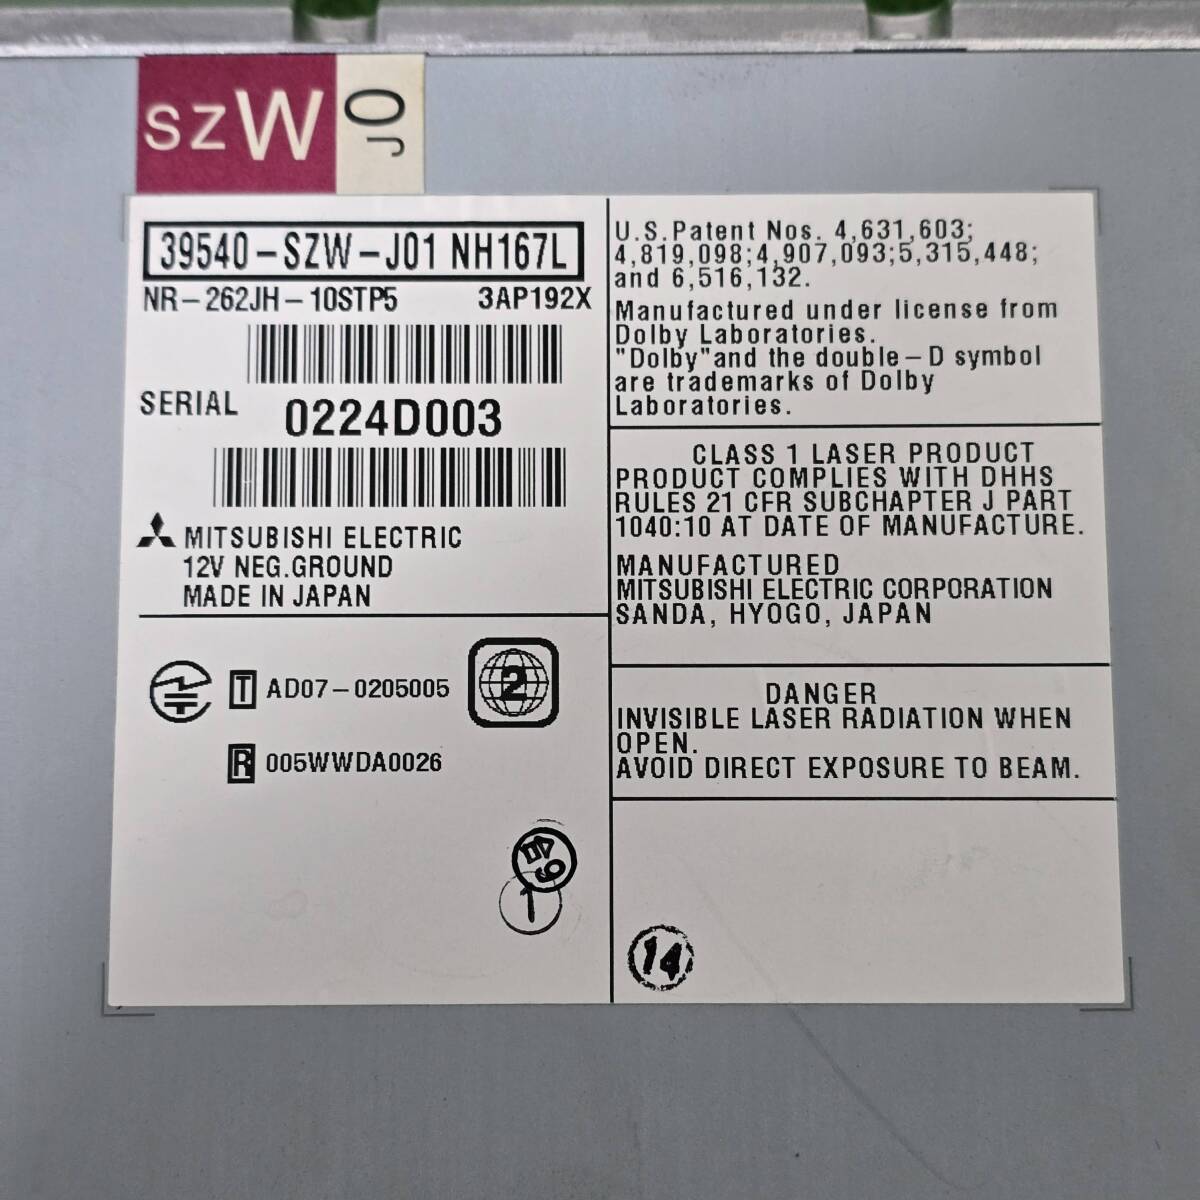 SZW
J0
39540-SZW-J01 NH167L
NR-262JH-10STP5 3AP192X
SERIAL 0224D003
MITSUBISHI ELECTRIC
12V NEG.GROUND
MADE IN JAPAN
T AD07-0205005
2
R 005WWDA0026
6
1
U.S.Patent Nos. 4,631,603;
4,819,098;4,907,093;5,315,448;
and 6,516,132.
Manufactured under license from
Dolby Laboratories.
"Dolby"and the double-D symbol
are trademarks of Dolby
Laboratories.
CLASS 1 LASER PRODUCT
PRODUCT COMPLIES WITH DHHS
RULES 21 CFR SUBCHAPTER J PART
1040:10 AT DATE OF MANUFACTURE.
MANUFACTURED
MITSUBISHI ELECTRIC CORPORATION
SANDA, HYOGO, JAPAN
DANGER
INVISIBLE LASER RADIATION WHEN
OPEN.
AVOID DIRECT EXPOSURE TO BEAM.
14